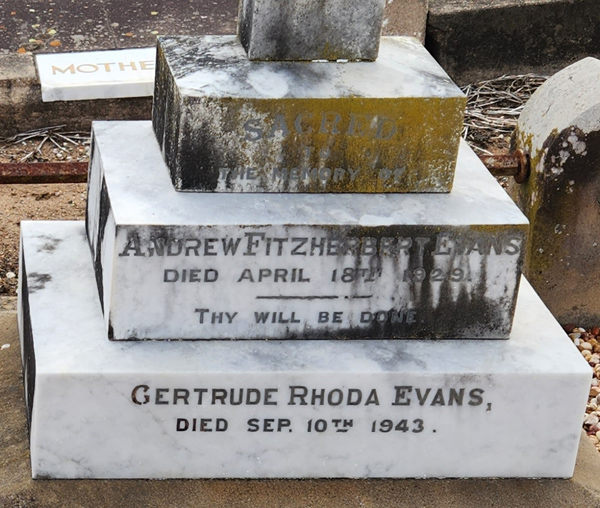 MOTHE
SACRED
TO
THE MEMORY OF
ANDREW FITZHERBERT EVANS
DIED APRIL 18TH 1929.
THY WILL BE DONE.
GERTRUDE RHODA EVANS,
DIED SEP. 10TH 1943.